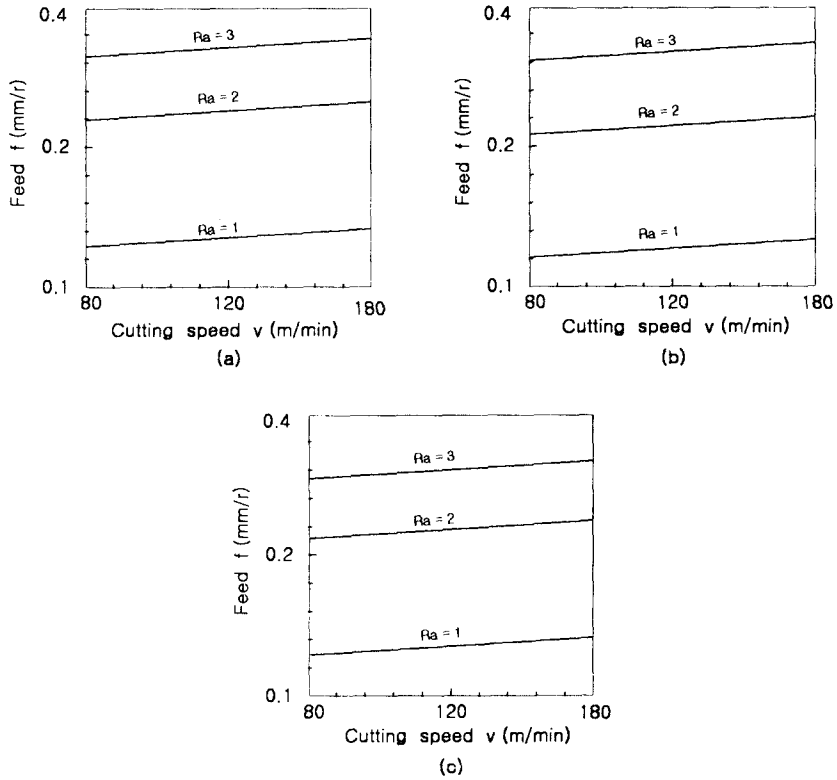 0.4
Ra = 3
Ra = 2
0.2
Ra = 1
0.1
80 120 180
Feed f (mm/r)
Cutting speed v (m/min)
(a)
0.4
Ra = 3
Ra = 2
0.2
Ra = 1
0.1
80 120 180
Feed f (mm/r)
Cutting speed v (m/min)
(b)
0.4
Ra = 3
Ra = 2
0.2
Ra = 1
0.1
80 120 180
Feed f (mm/r)
Cutting speed v (m/min)
(c)